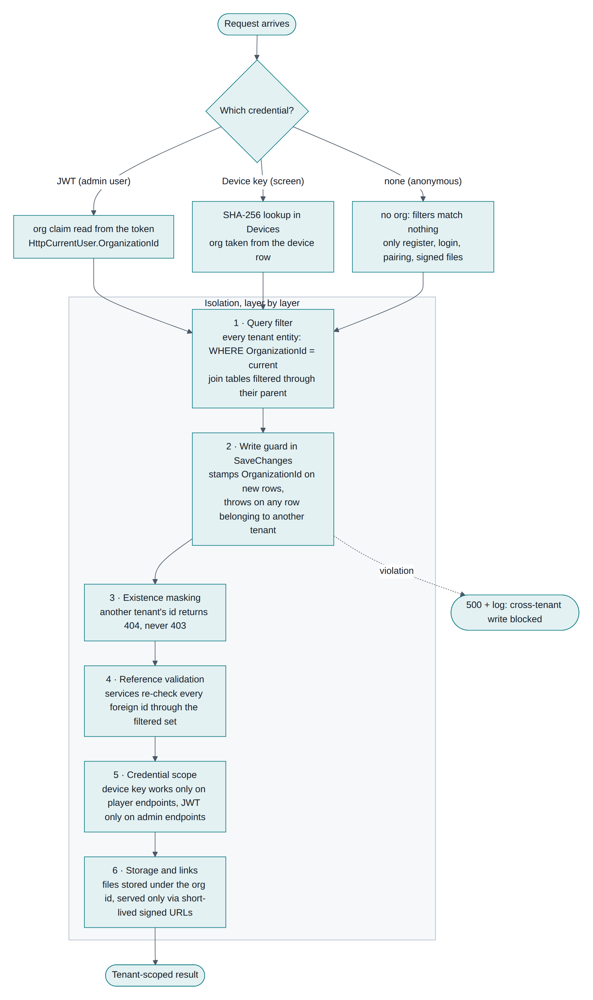 Request arrives
Which credential?
JWT (admin user)
Device key (screen)
none (anonymous)
org claim read from the token
HttpCurrentUser.OrganizationId
SHA-256 lookup in
Devices
org taken from the device
row
no org: filters match
nothing
only register, login,
pairing, signed files
Isolation, layer by layer
1 · Query filter
every tenant entity:
WHERE OrganizationId =
current
join tables filtered through
their parent
2 · Write guard in
SaveChanges
stamps OrganizationId on
new rows,
throws on any row
belonging to another
tenant
violation
3 · Existence masking
another tenant's id returns
404, never 403
500 + log: cross-tenant
write blocked
4 · Reference validation
services re-check every
foreign id through the
filtered set
5 · Credential scope
device key works only on
player endpoints, JWT
only on admin endpoints
6 · Storage and links
files stored under the org
id, served only via short-
lived signed URLs
Tenant-scoped result